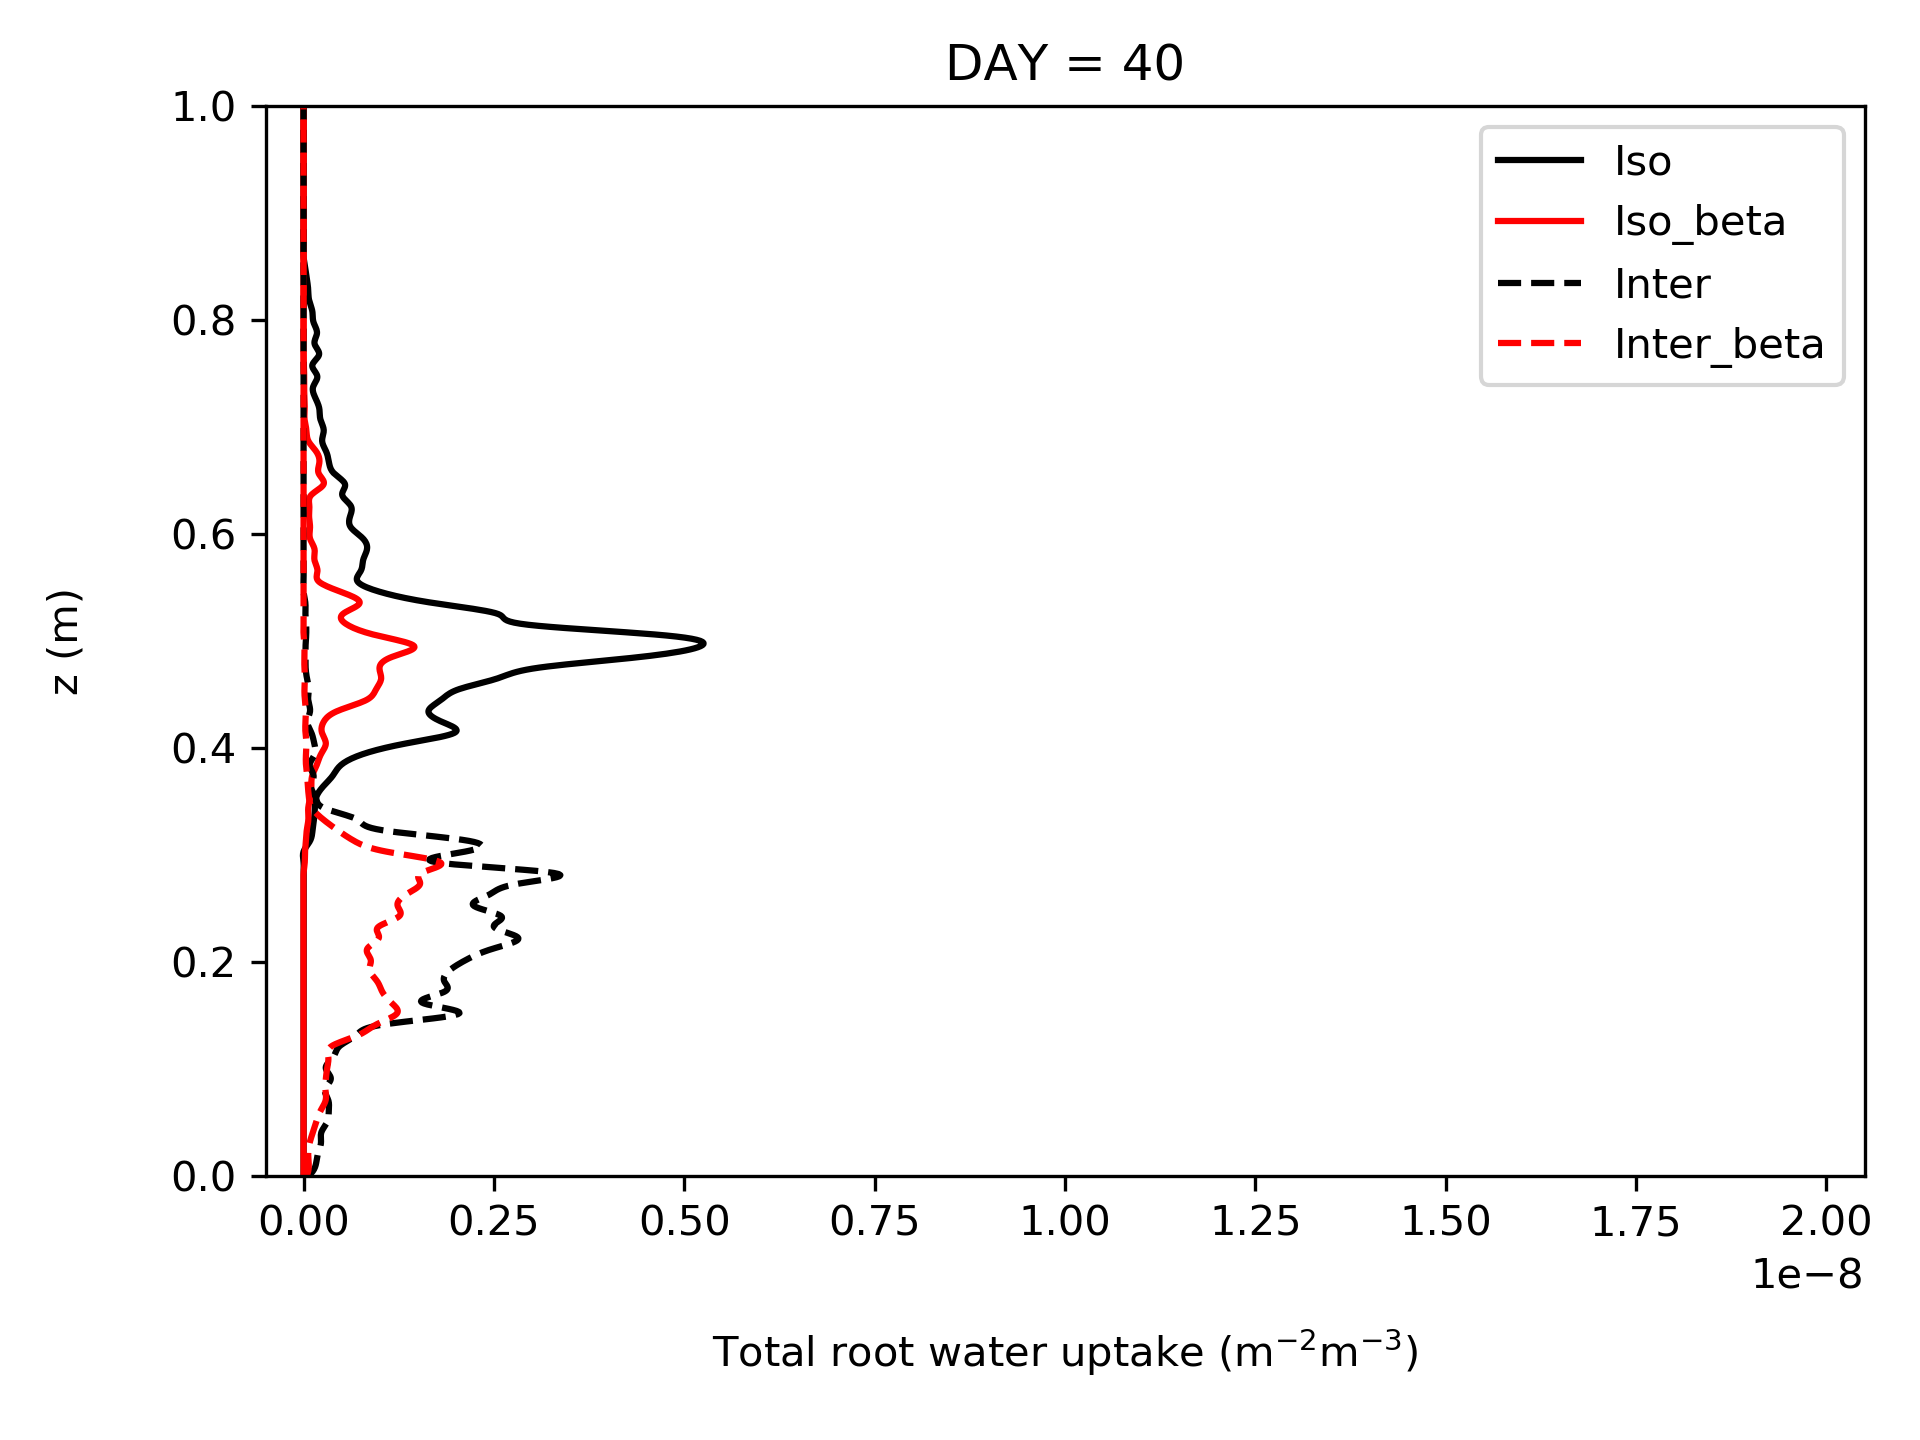 DAY = 40
1.0
0.8
0.6
0.4
0.2
0.0
z (m)
Iso
Iso_beta
Inter
Inter_beta
0.00 0.25 0.50 0.75 1.00 1.25 1.50 1.75 2.00
1e−8
Total root water uptake (m⁻²m⁻³)